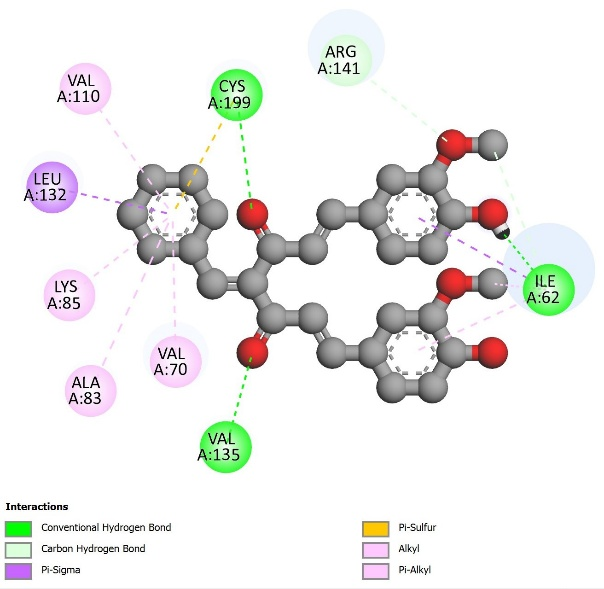 ARG
A:141
VAL
A:110
CYS
A:199
LEU
A:132
LYS
A:85
ILE
A:62
ALA
A:83
VAL
A:70
VAL
A:135
Interactions
Conventional Hydrogen Bond
Carbon Hydrogen Bond
Pi-Sigma
Pi-Sulfur
Alkyl
Pi-Alkyl